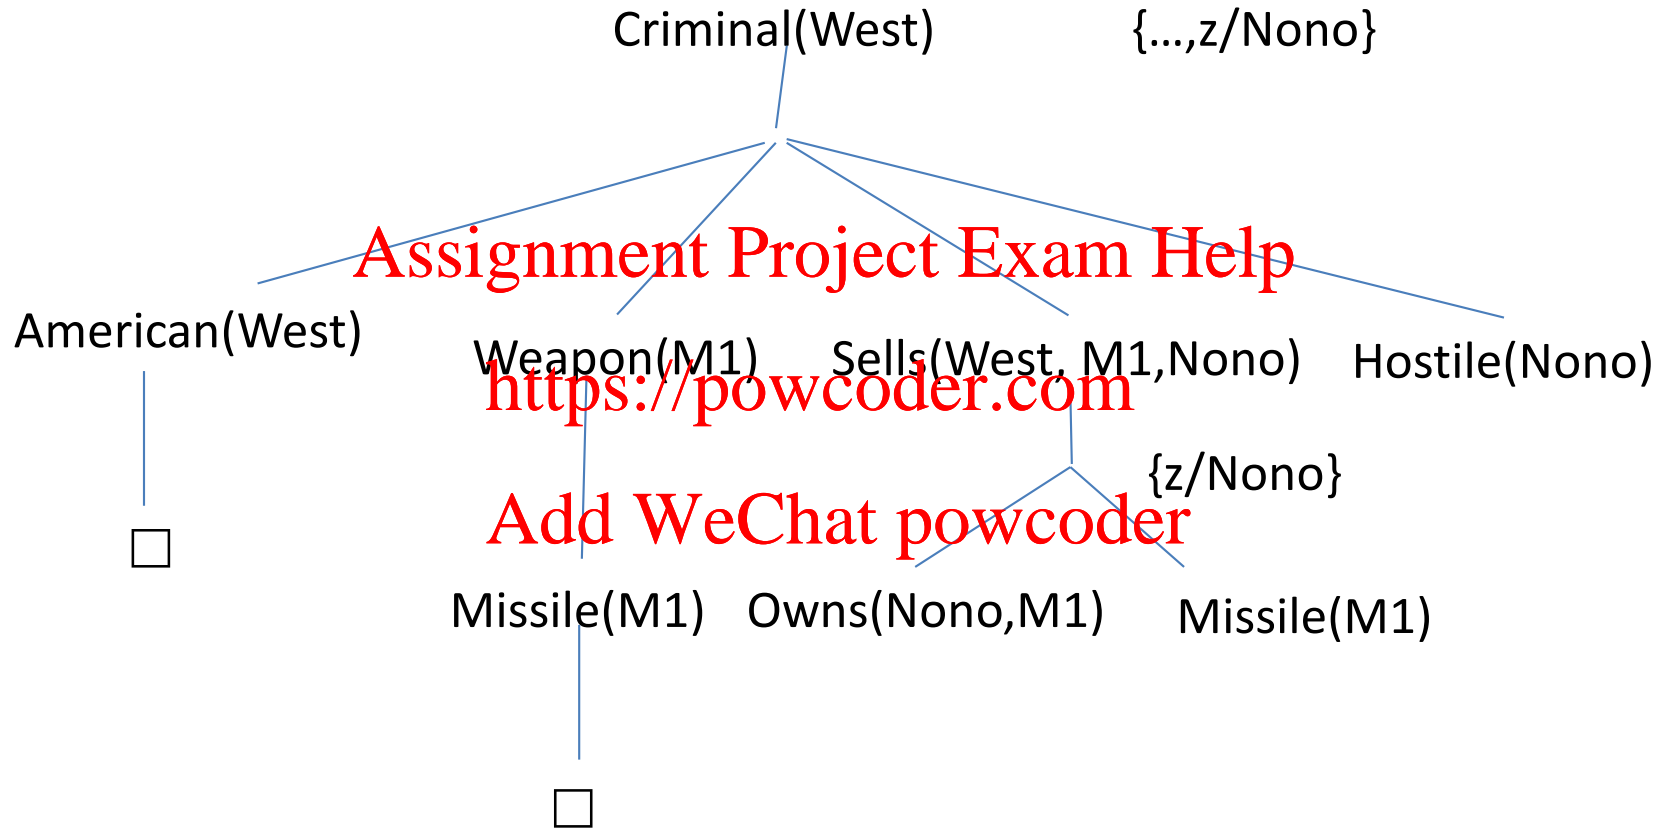 Criminal(West) {...,z/Nono}
Assignment Project Exam Help
American(West) Weapon(M1) Sells(West, M1,Nono) Hostile(Nono)
https://powcoder.com
{z/Nono}
Add WeChat powcoder
Missile(M1) Owns(Nono,M1) Missile(M1)